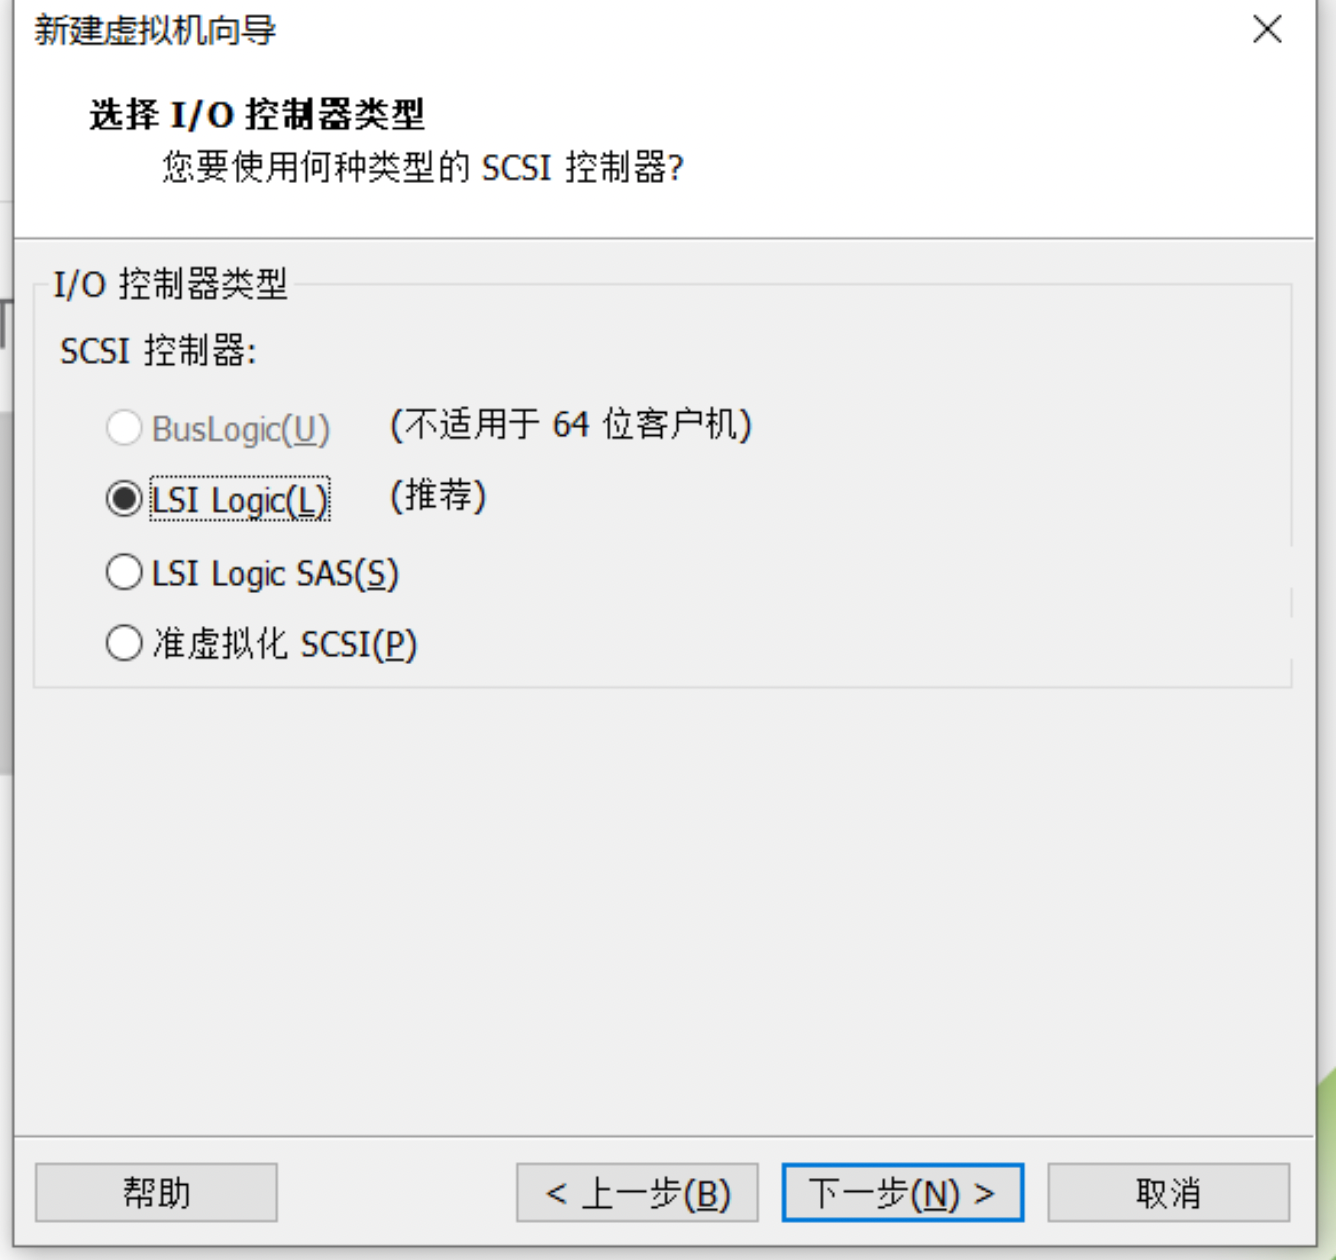 新建虚拟机向导
选择 I/O 控制器类型
您要使用何种类型的 SCSI 控制器?
I/O 控制器类型
SCSI 控制器:
BusLogic(U) (不适用于 64 位客户机)
LSI Logic(L) (推荐)
LSI Logic SAS(S)
准虚拟化 SCSI(P)
帮助 < 上一步(B) 下一步(N) > 取消